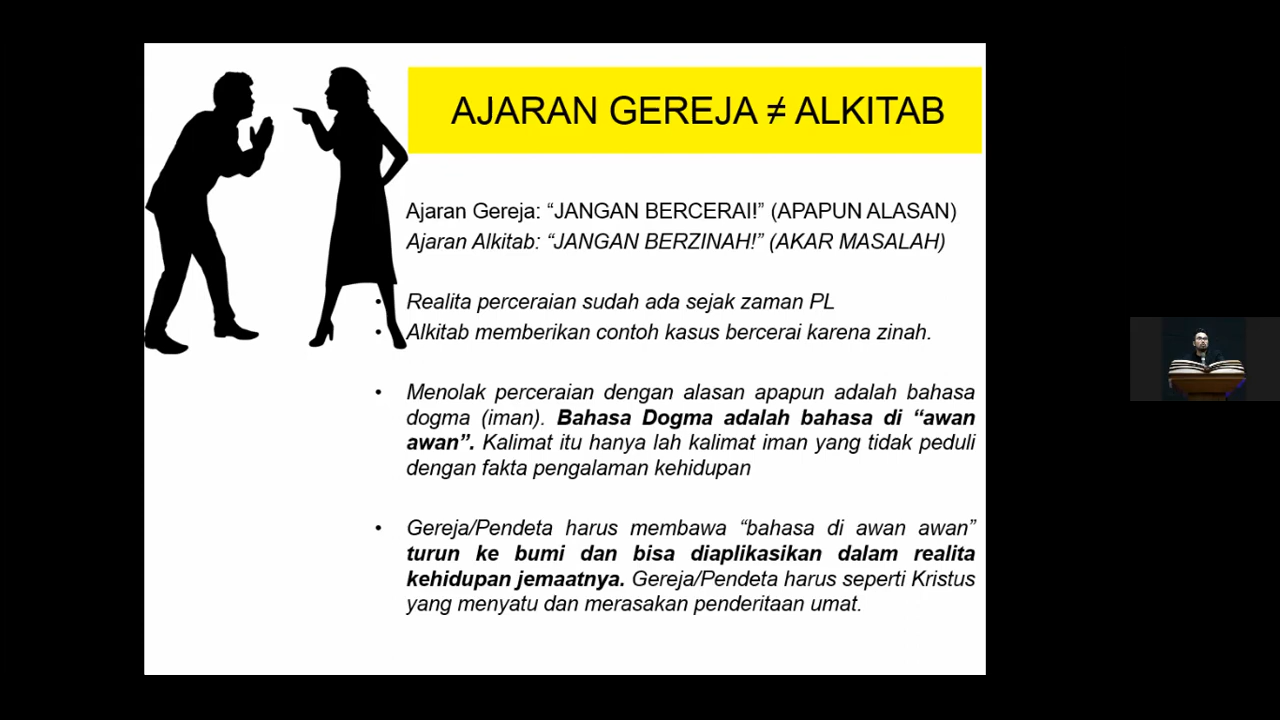 AJARAN GEREJA ≠ ALKITAB
Ajaran Gereja: “JANGAN BERCERAI!” (APAPUN ALASAN)
Ajaran Alkitab: “JANGAN BERZINAH!” (AKAR MASALAH)
• Realita perceraian sudah ada sejak zaman PL
• Alkitab memberikan contoh kasus bercerai karena zinah.
• Menolak perceraian dengan alasan apapun adalah bahasa
dogma (iman). Bahasa Dogma adalah bahasa di “awan
awan”. Kalimat itu hanya lah kalimat iman yang tidak peduli
dengan fakta pengalaman kehidupan
• Gereja/Pendeta harus membawa “bahasa di awan awan”
turun ke bumi dan bisa diaplikasikan dalam realita
kehidupan jemaatnya. Gereja/Pendeta harus seperti Kristus
yang menyatu dan merasakan penderitaan umat.